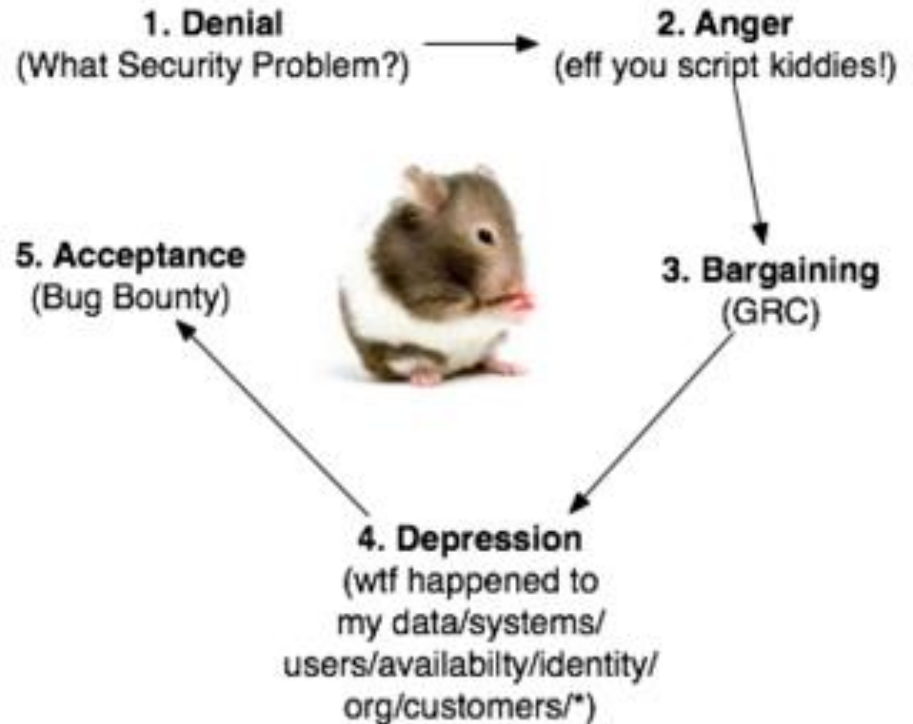 1. Denial
(What Security Problem?)
2. Anger
(eff you script kiddies!)
3. Bargaining
(GRC)
4. Depression
(wtf happened to
my data/systems/
users/availabilty/identity/
org/customers/*)
5. Acceptance
(Bug Bounty)